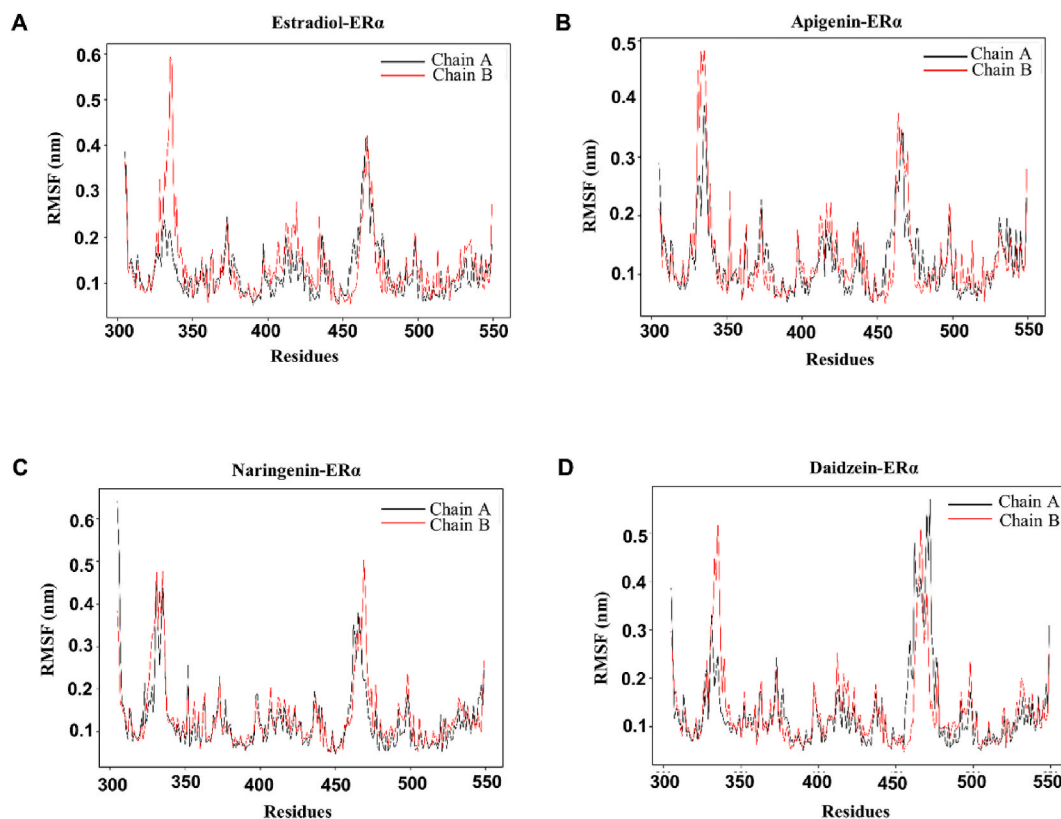 A
Estradiol-ERα
Chain A
Chain B
RMSF (nm)
0.6
0.5
0.4
0.3
0.2
0.1
300
350
400
450
500
550
Residues
B
Apigenin-ERα
Chain A
Chain B
RMSF (nm)
0.5
0.4
0.3
0.2
0.1
300
350
400
450
500
550
Residues
C
Naringenin-ERα
Chain A
Chain B
RMSF (nm)
0.6
0.5
0.4
0.3
0.2
0.1
300
350
400
450
500
550
Residues
D
Daidzein-ERα
Chain A
Chain B
RMSF (nm)
0.5
0.4
0.3
0.2
0.1
300
350
400
450
500
550
Residues